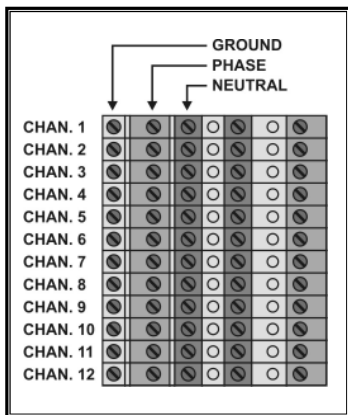 GROUND
PHASE
NEUTRAL
CHAN. 1
CHAN. 2
CHAN. 3
CHAN. 4
CHAN. 5
CHAN. 6
CHAN. 7
CHAN. 8
CHAN. 9
CHAN. 10
CHAN. 11
CHAN. 12